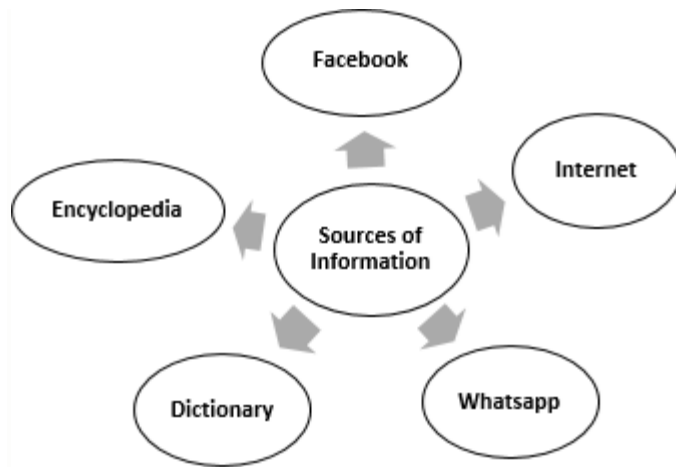 Facebook
Internet
Encyclopedia
Sources of
Information
Dictionary
Whatsapp